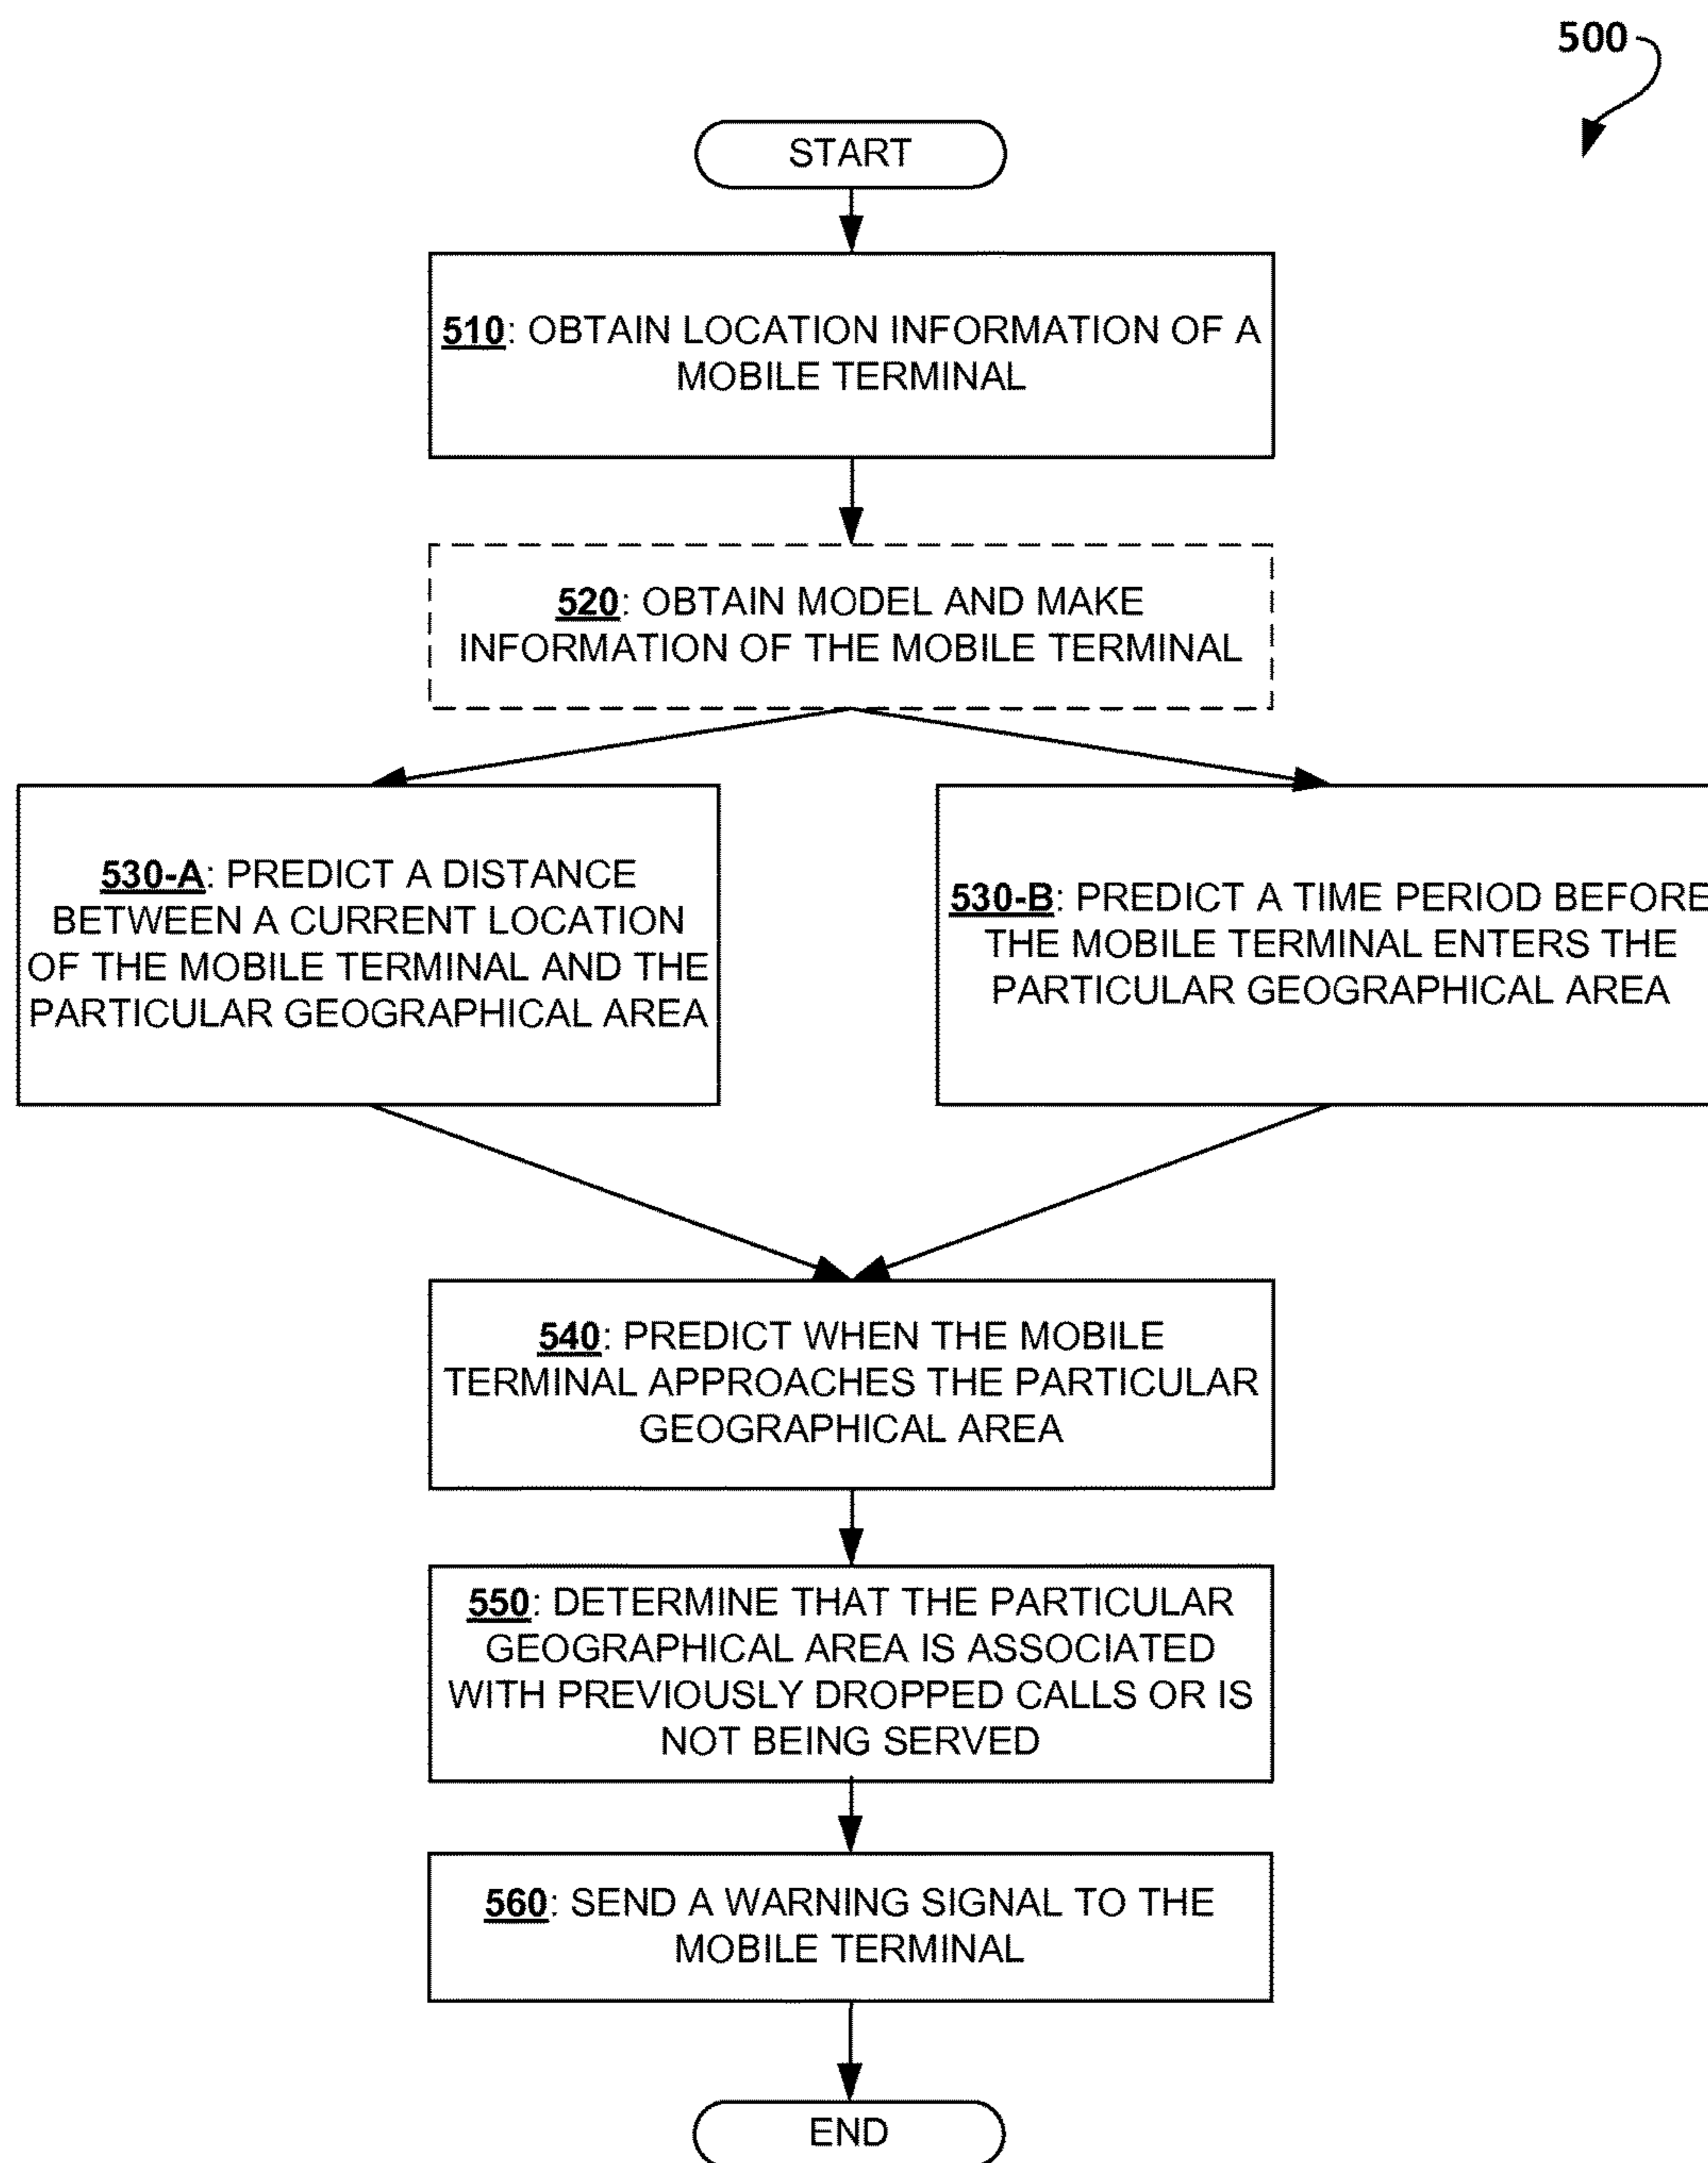 500
START
510: OBTAIN LOCATION INFORMATION OF A
MOBILE TERMINAL
520: OBTAIN MODEL AND MAKE
INFORMATION OF THE MOBILE TERMINAL
530-A: PREDICT A DISTANCE
BETWEEN A CURRENT LOCATION
OF THE MOBILE TERMINAL AND THE
PARTICULAR GEOGRAPHICAL AREA
530-B: PREDICT A TIME PERIOD BEFORE
THE MOBILE TERMINAL ENTERS THE
PARTICULAR GEOGRAPHICAL AREA
540: PREDICT WHEN THE MOBILE
TERMINAL APPROACHES THE PARTICULAR
GEOGRAPHICAL AREA
550: DETERMINE THAT THE PARTICULAR
GEOGRAPHICAL AREA IS ASSOCIATED
WITH PREVIOUSLY DROPPED CALLS OR IS
NOT BEING SERVED
560: SEND A WARNING SIGNAL TO THE
MOBILE TERMINAL
END